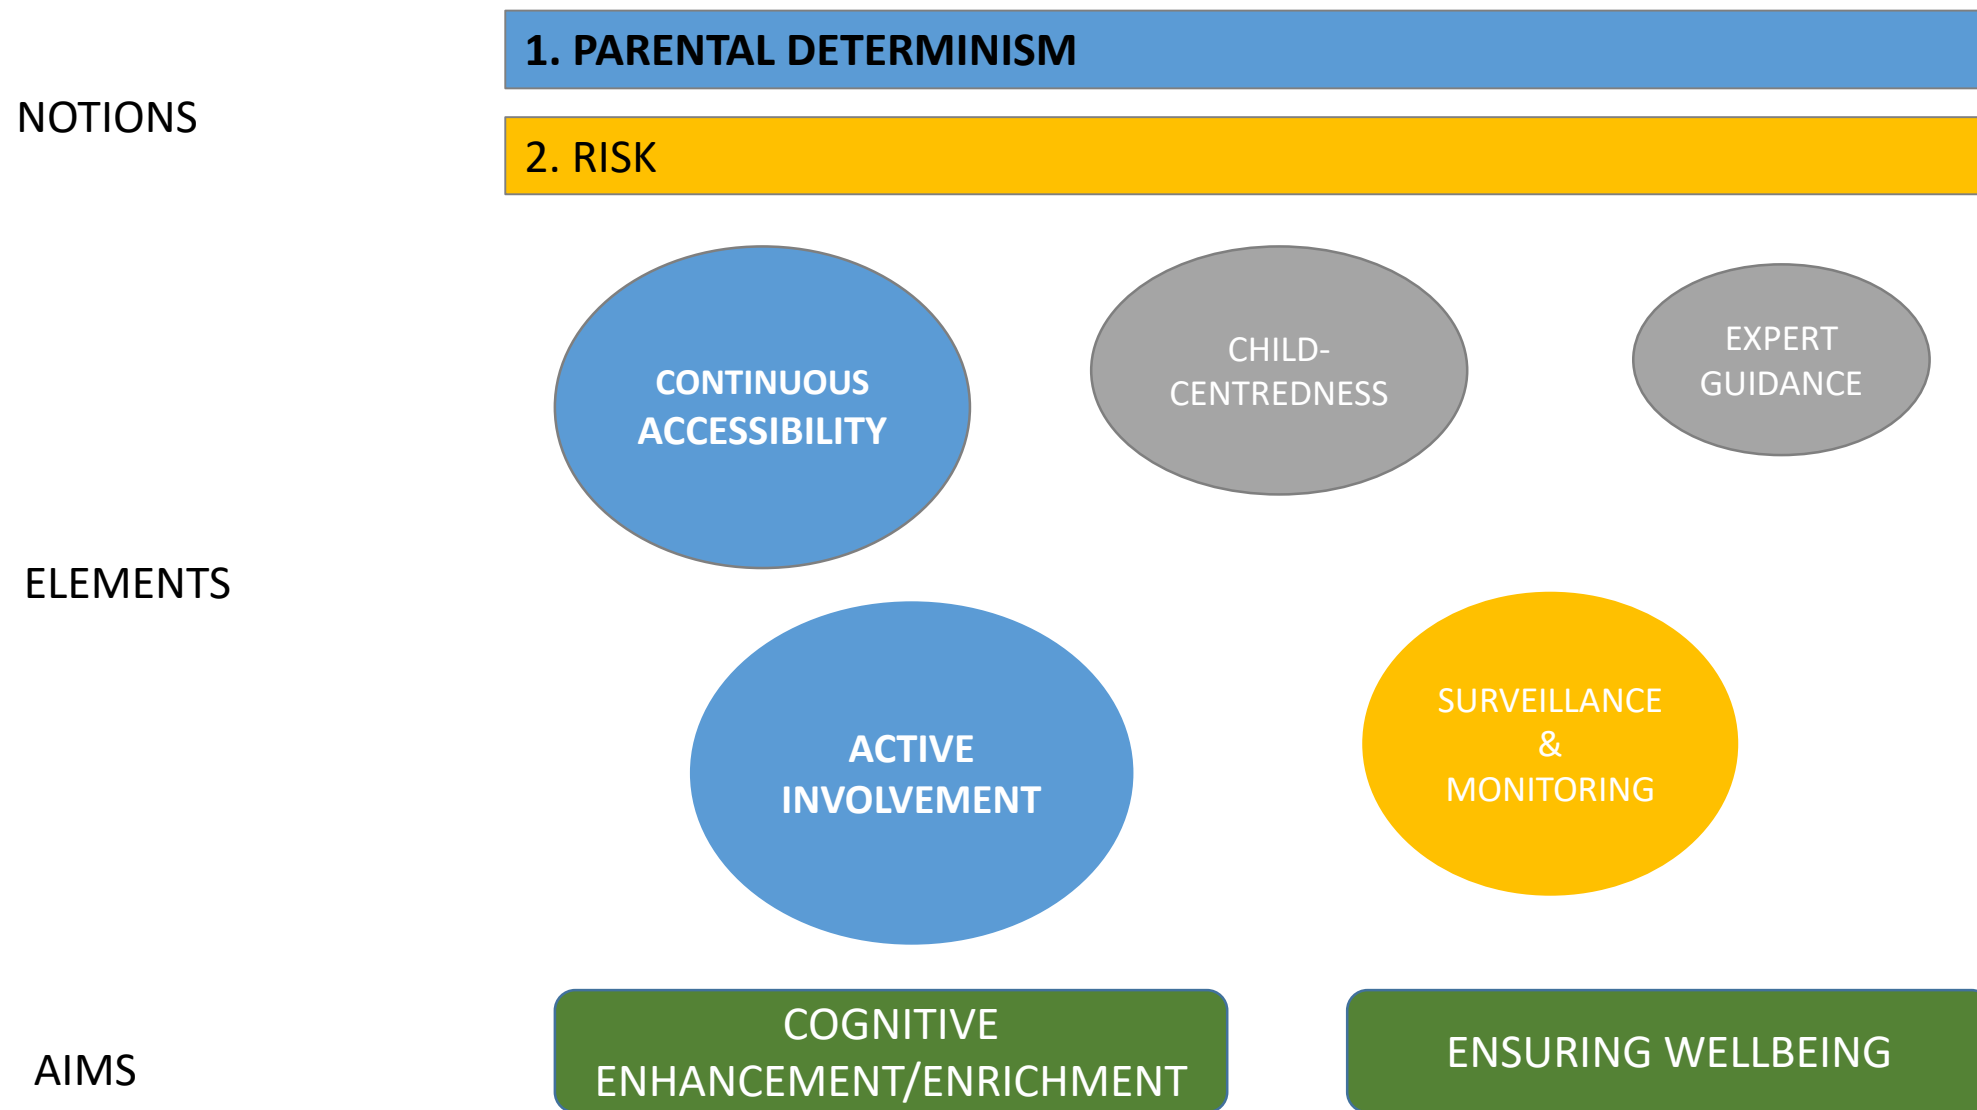 1. PARENTAL DETERMINISM
NOTIONS
2. RISK
CONTINUOUS
ACCESSIBILITY
CHILD-
CENTREDNESS
EXPERT
GUIDANCE
ELEMENTS
ACTIVE
INVOLVEMENT
SURVEILLANCE
&
MONITORING
AIMS
COGNITIVE
ENHANCEMENT/ENRICHMENT
ENSURING WELLBEING